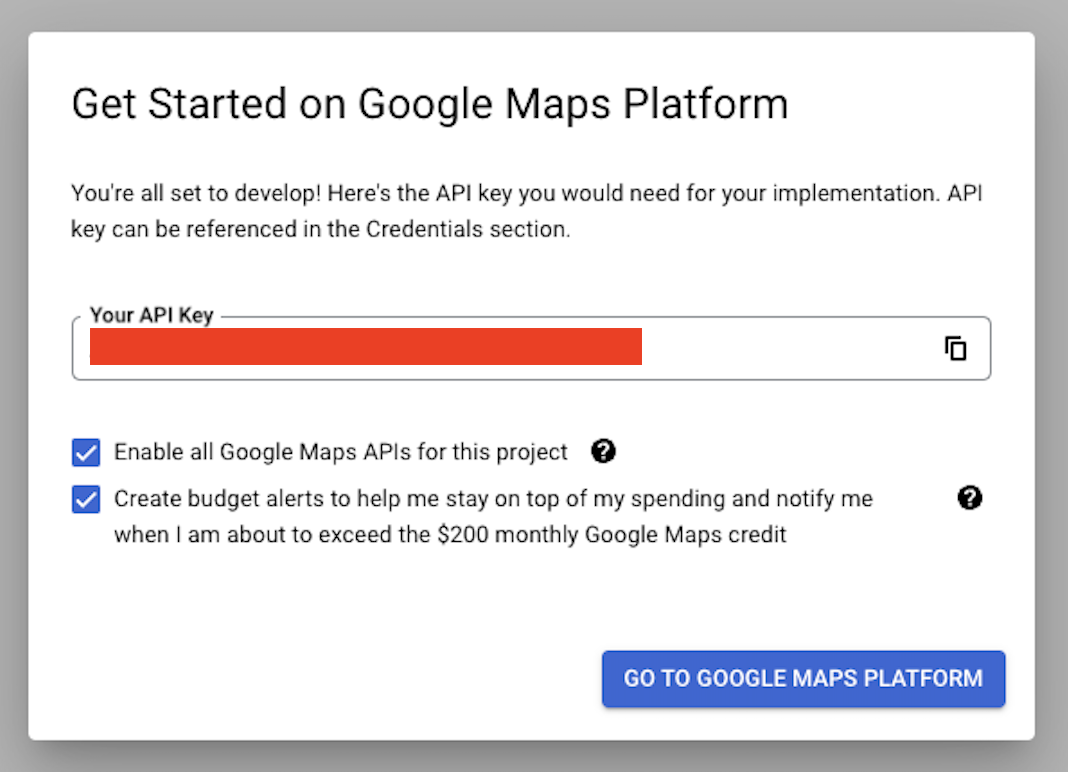 Get Started on Google Maps Platform
You're all set to develop! Here's the API key you would need for your implementation. API
key can be referenced in the Credentials section.
Your API Key
Enable all Google Maps APIs for this project
Create budget alerts to help me stay on top of my spending and notify me
when I am about to exceed the $200 monthly Google Maps credit
GO TO GOOGLE MAPS PLATFORM